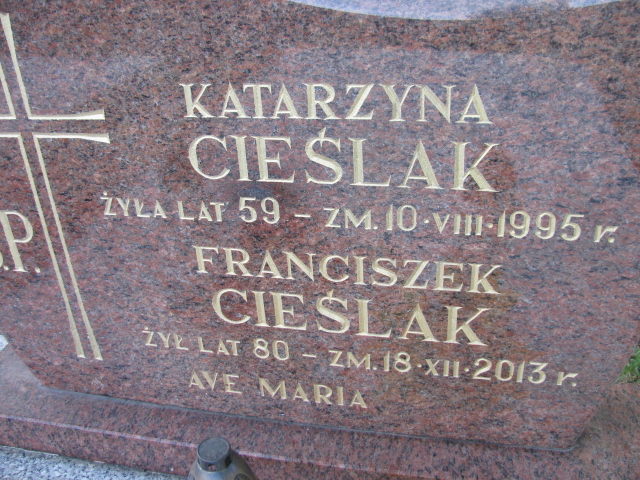 KATARZYNA
CIEŚLAK
ŻYŁA LAT 59 – ZM. 10·VIII·1995 r.
Ś.P.
FRANCISZEK
CIEŚLAK
ŻYŁ LAT 80 – ZM. 18·XII·2013 r.
AVE MARIA